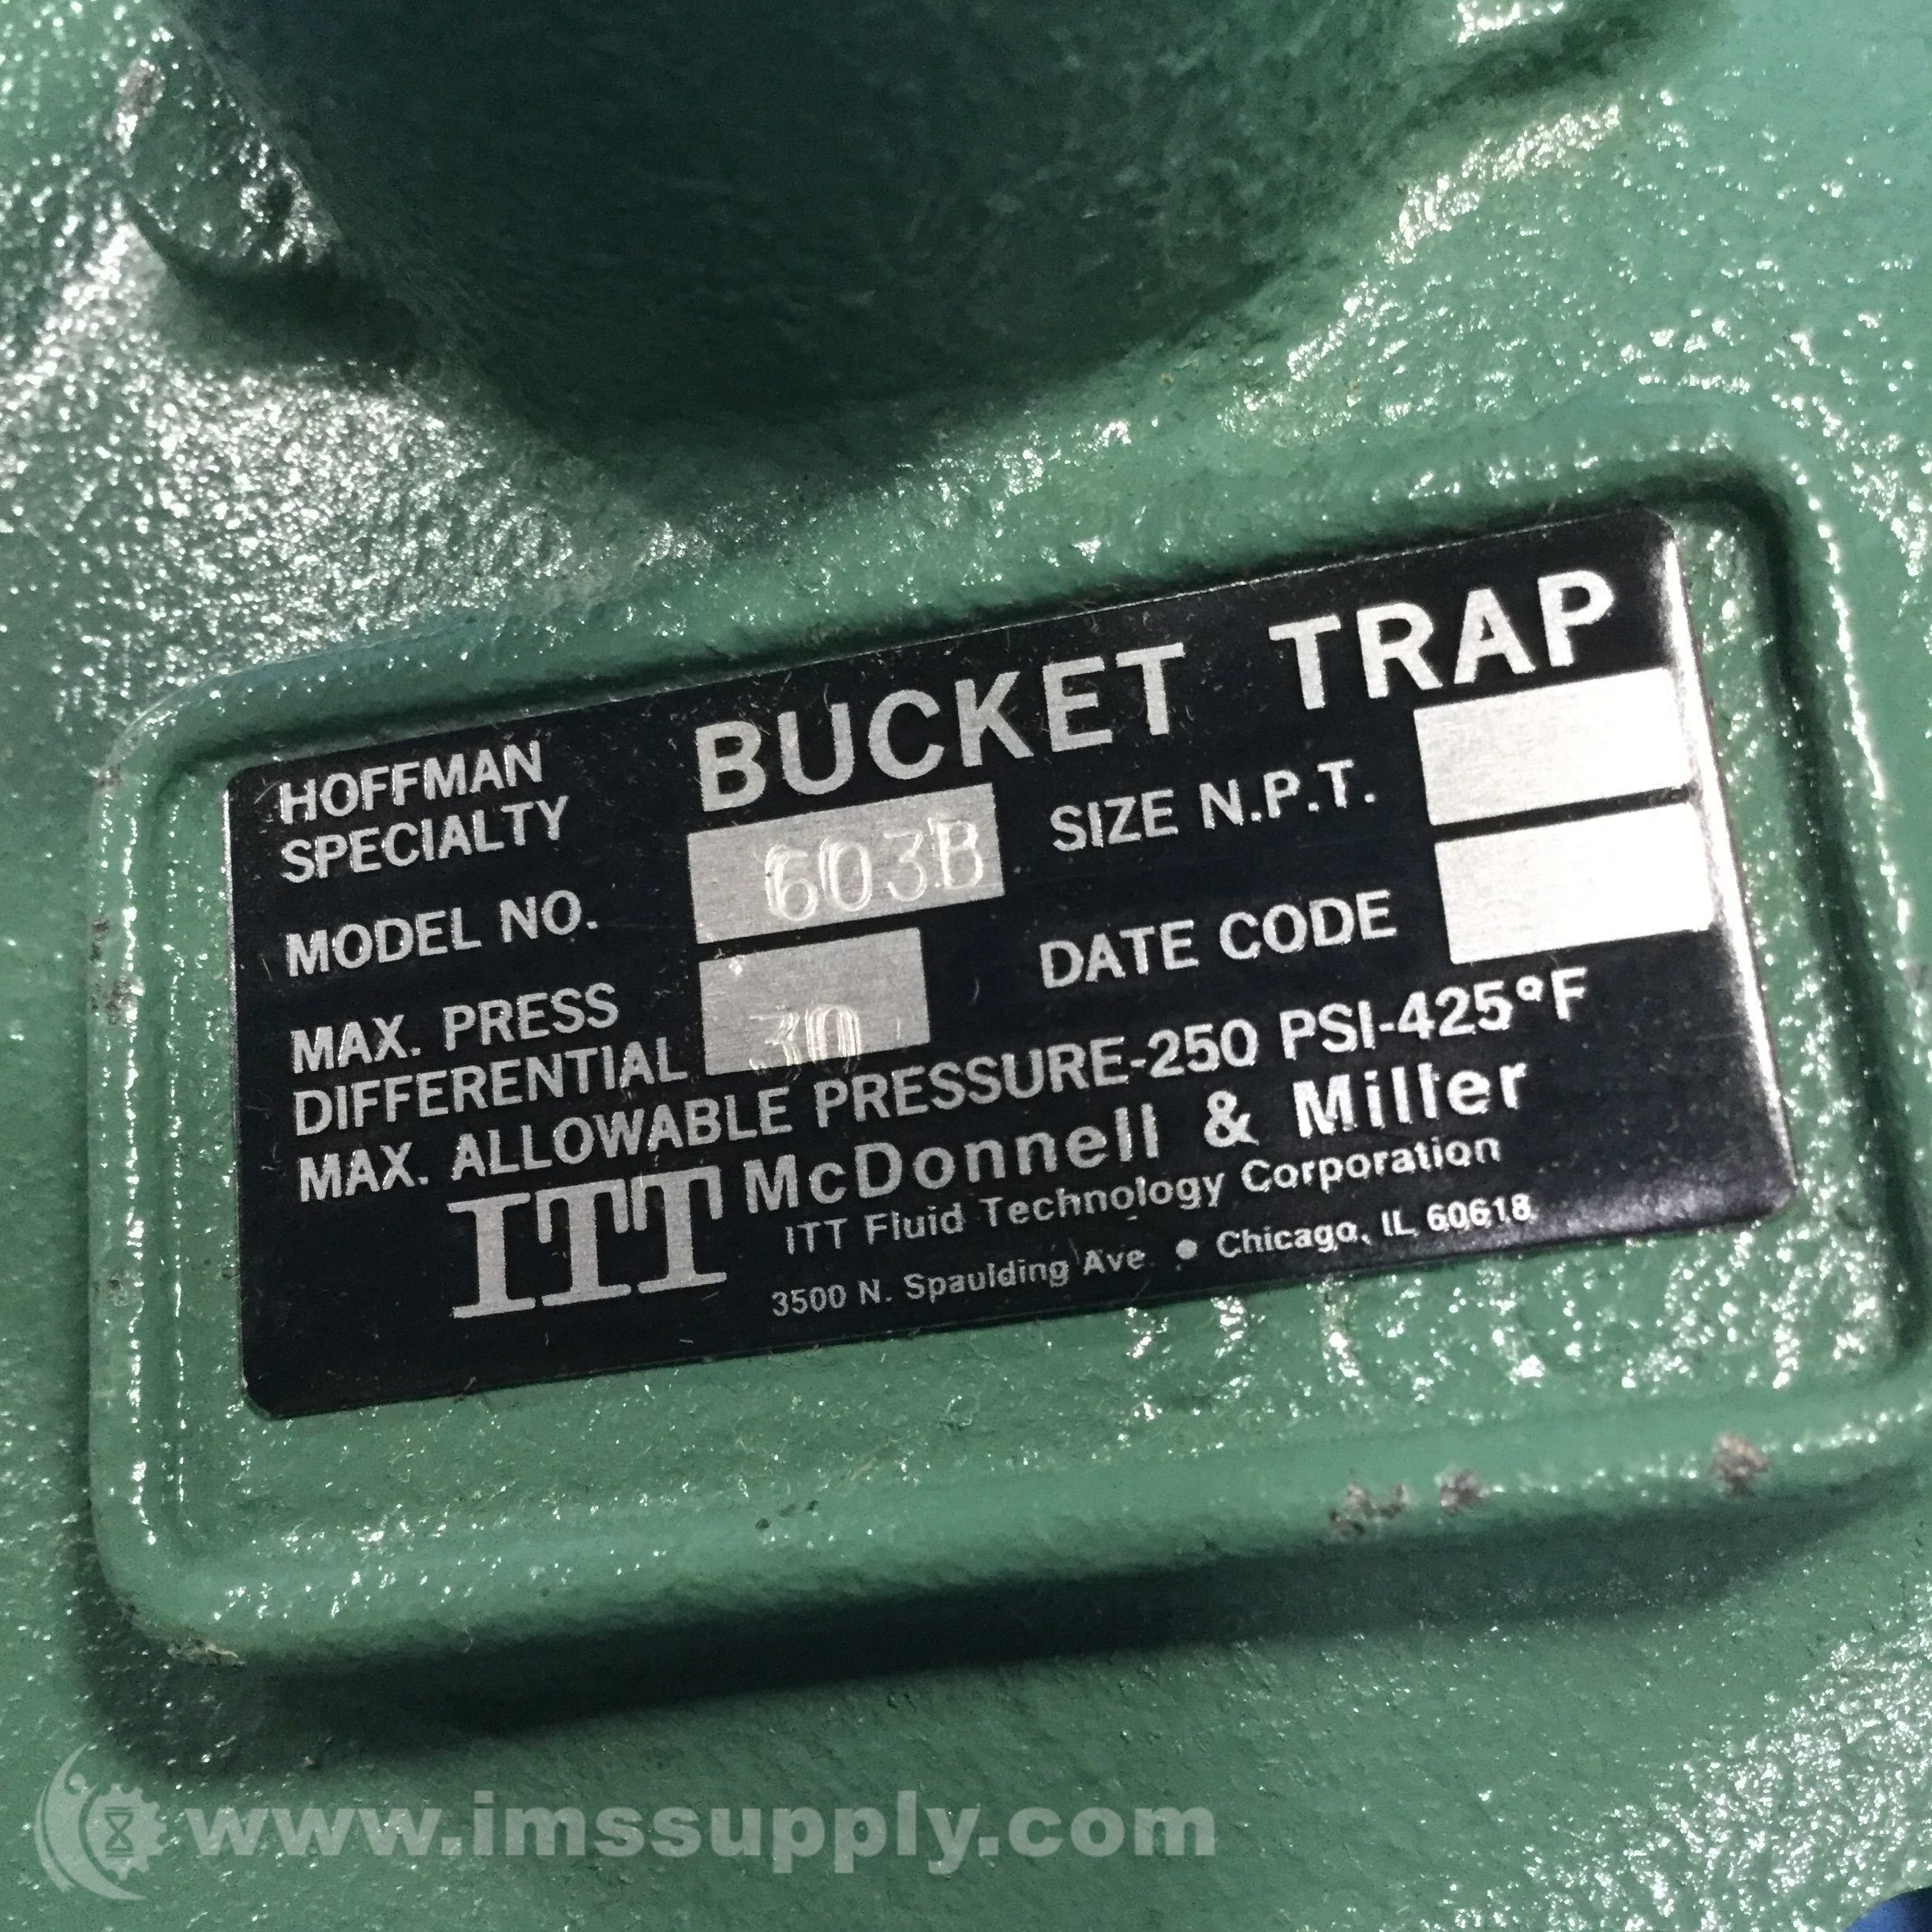 HOFFMAN SPECIALTY
BUCKET TRAP
MODEL NO. 603B
SIZE N.P.T.
MAX. PRESS DIFFERENTIAL 30
DATE CODE
MAX. ALLOWABLE PRESSURE-250 PSI-425°F
ITT McDonnell & Miller
ITT Fluid Technology Corporation
3500 N. Spaulding Ave. • Chicago, IL 60618
www.imssupply.com